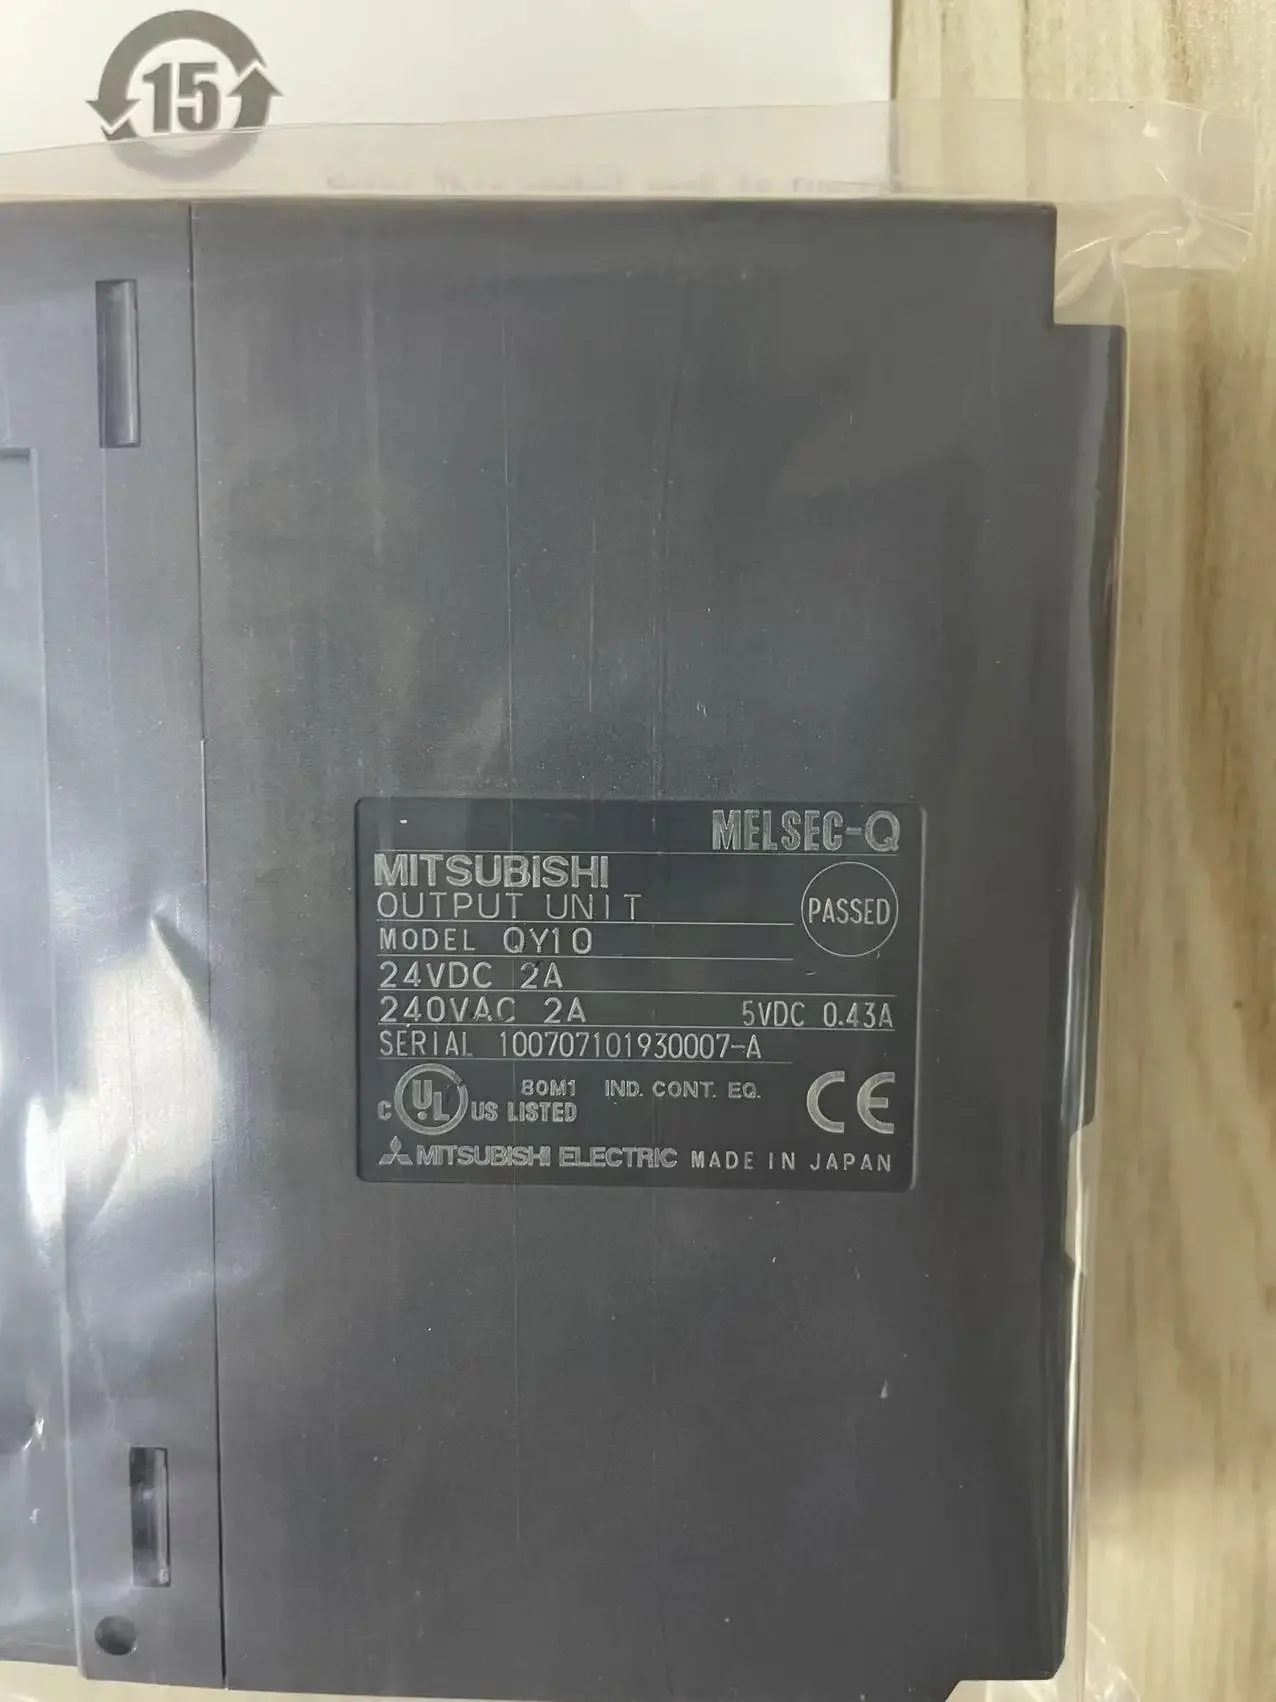 15
MELSEC-Q
MITSUBISHI
OUTPUT UNIT
PASSED
MODEL QY10
24VDC 2A
240VAC 2A 5VDC 0.43A
SERIAL 100707101930007-A
C UL US LISTED 80M1 IND. CONT. EQ.
CE
MITSUBISHI ELECTRIC MADE IN JAPAN